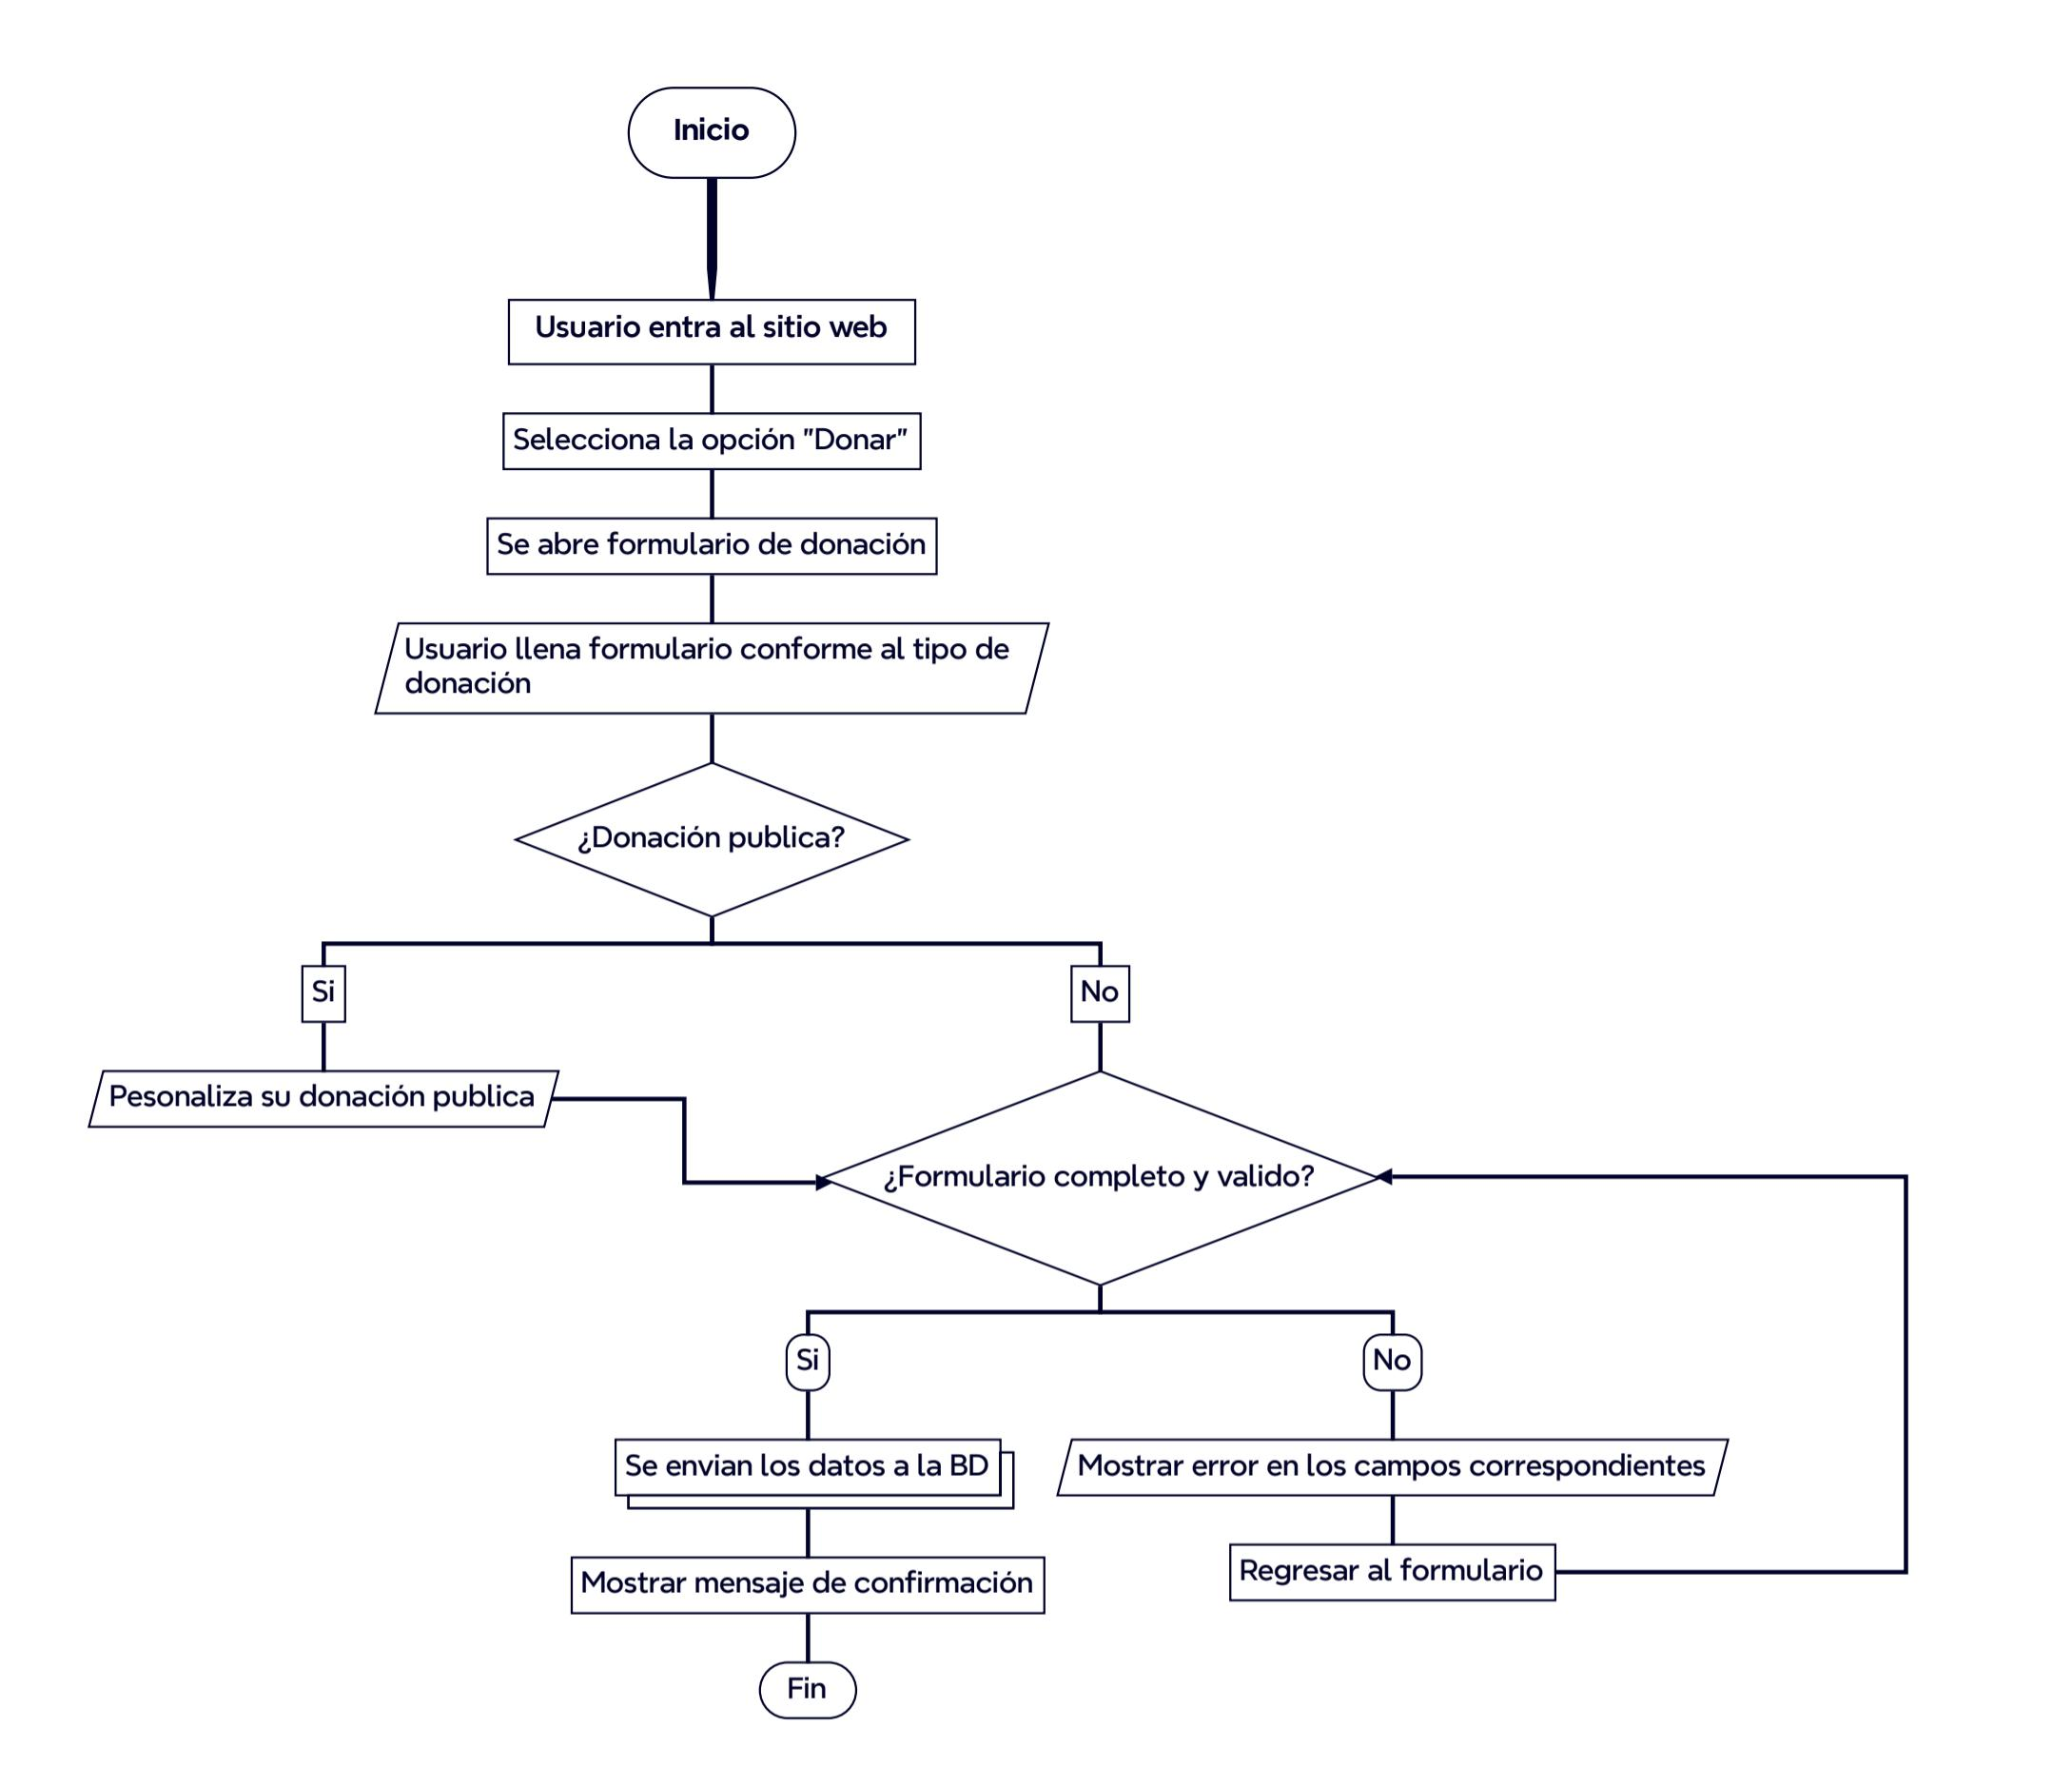 Inicio
Usuario entra al sitio web
Selecciona la opción "Donar"
Se abre formulario de donación
Usuario llena formulario conforme al tipo de
donación
¿Donación publica?
Si
No
Pesonaliza su donación publica
¿Formulario completo y valido?
Si
No
Se envian los datos a la BD
Mostrar error en los campos correspondientes
Mostrar mensaje de confirmación
Regresar al formulario
Fin